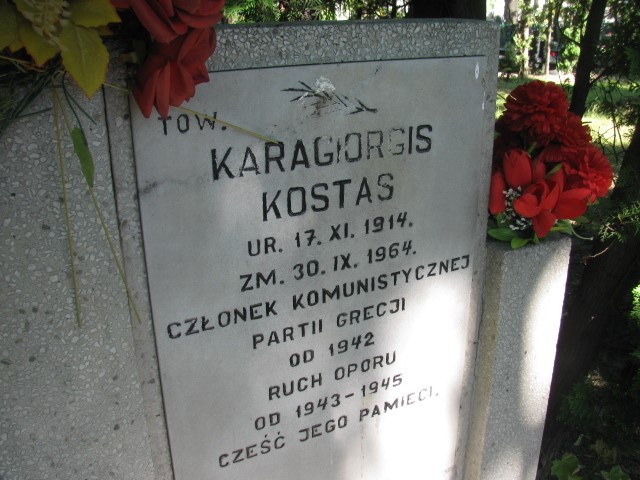 TOW.
KARAGIORGIS
KOSTAS
UR. 17. XI. 1914.
ZM. 30. IX. 1964.
CZŁONEK KOMUNISTYCZNEJ
PARTII GRECJI
OD 1942
RUCH OPORU
OD 1943-1945
CZEŚĆ JEGO PAMIECI.